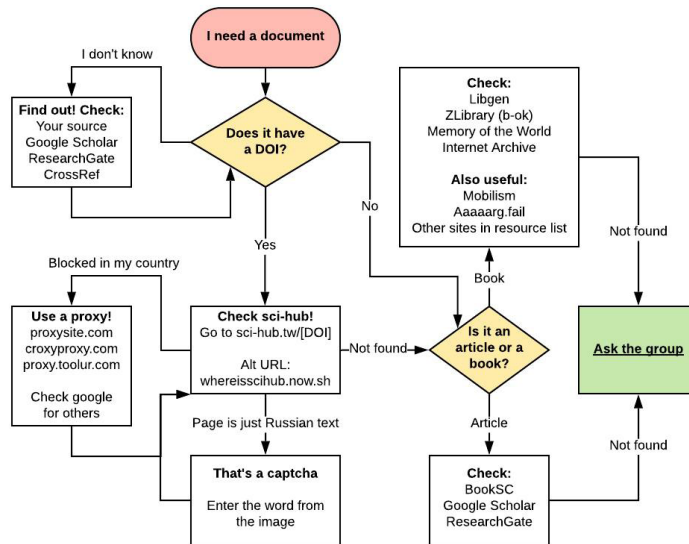 I need a document
I don't know
Find out! Check:
Your source
Google Scholar
ResearchGate
CrossRef
Does it have
a DOI?
Check:
Libgen
ZLibrary (b-ok)
Memory of the World
Internet Archive
Also useful:
Mobilism
Aaaaarg.fail
Other sites in resource list
No
Yes
Not found
Blocked in my country
Book
Use a proxy!
proxysite.com
croxyproxy.com
proxy.toolur.com
Check google
for others
Check sci-hub!
Go to sci-hub.tw/[DOI]
Alt URL:
whereisscihub.now.sh
Not found
Is it an
article or a
book?
Ask the group
Page is just Russian text
Article
Not found
That's a captcha
Enter the word from
the image
Check:
BookSC
Google Scholar
ResearchGate